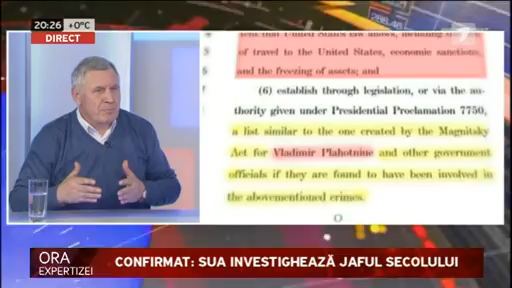 20:26 +0°C
DIRECT
of travel to the United States, economic sanctions,
and the freezing of assets; and
(6) establish through legislation, or via the au-
thority given under Presidential Proclamation 7750,
a list similar to the one created by the Magnitsky
Act for Vladimir Plahotniuc and other government
officials if they are found to have been involved in
the abovementioned crimes.
ORA
EXPERTIZEI
CONFIRMAT: SUA INVESTIGHEAZĂ JAFUL SECOLULUI